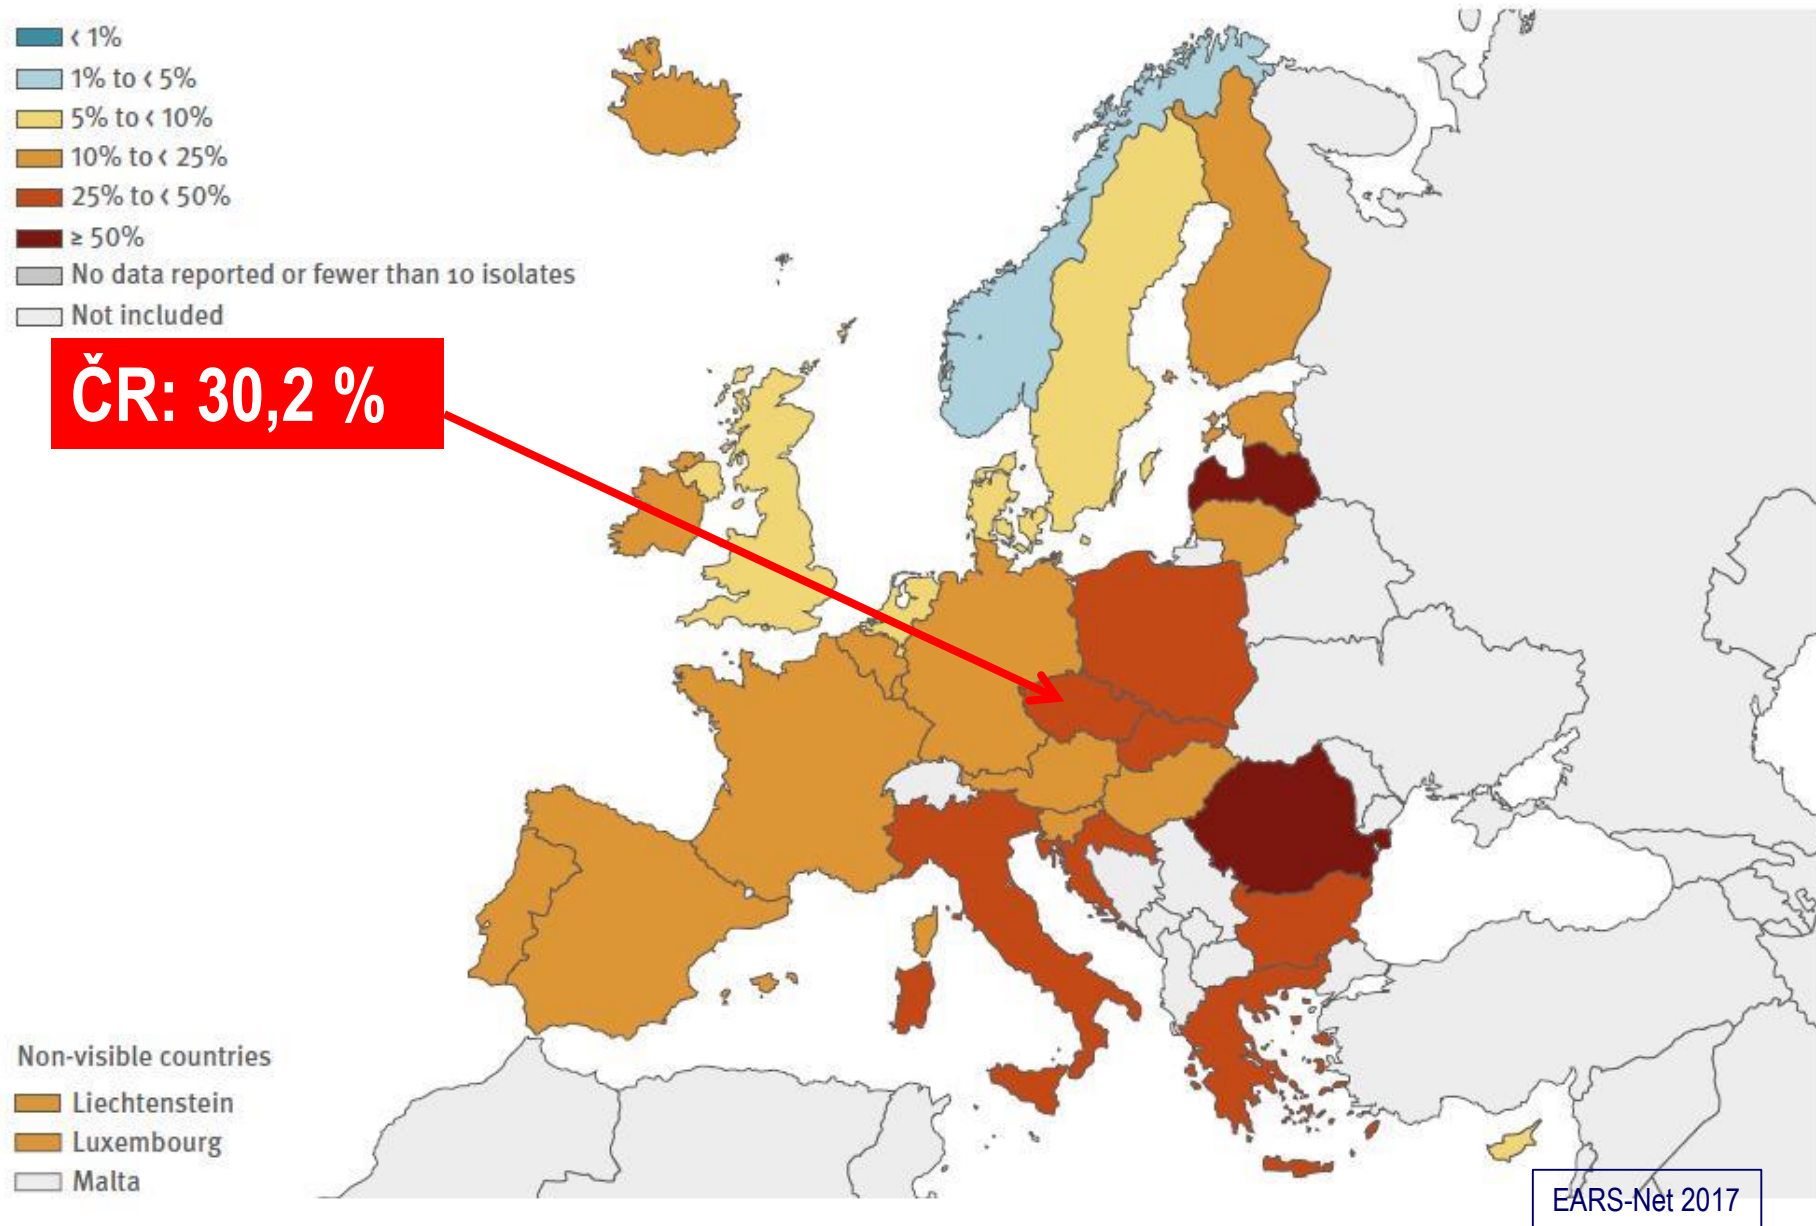 < 1%
1% to < 5%
5% to < 10%
10% to < 25%
25% to < 50%
≥ 50%
No data reported or fewer than 10 isolates
Not included
ČR: 30,2 %
Non-visible countries
Liechtenstein
Luxembourg
Malta
EARS-Net 2017